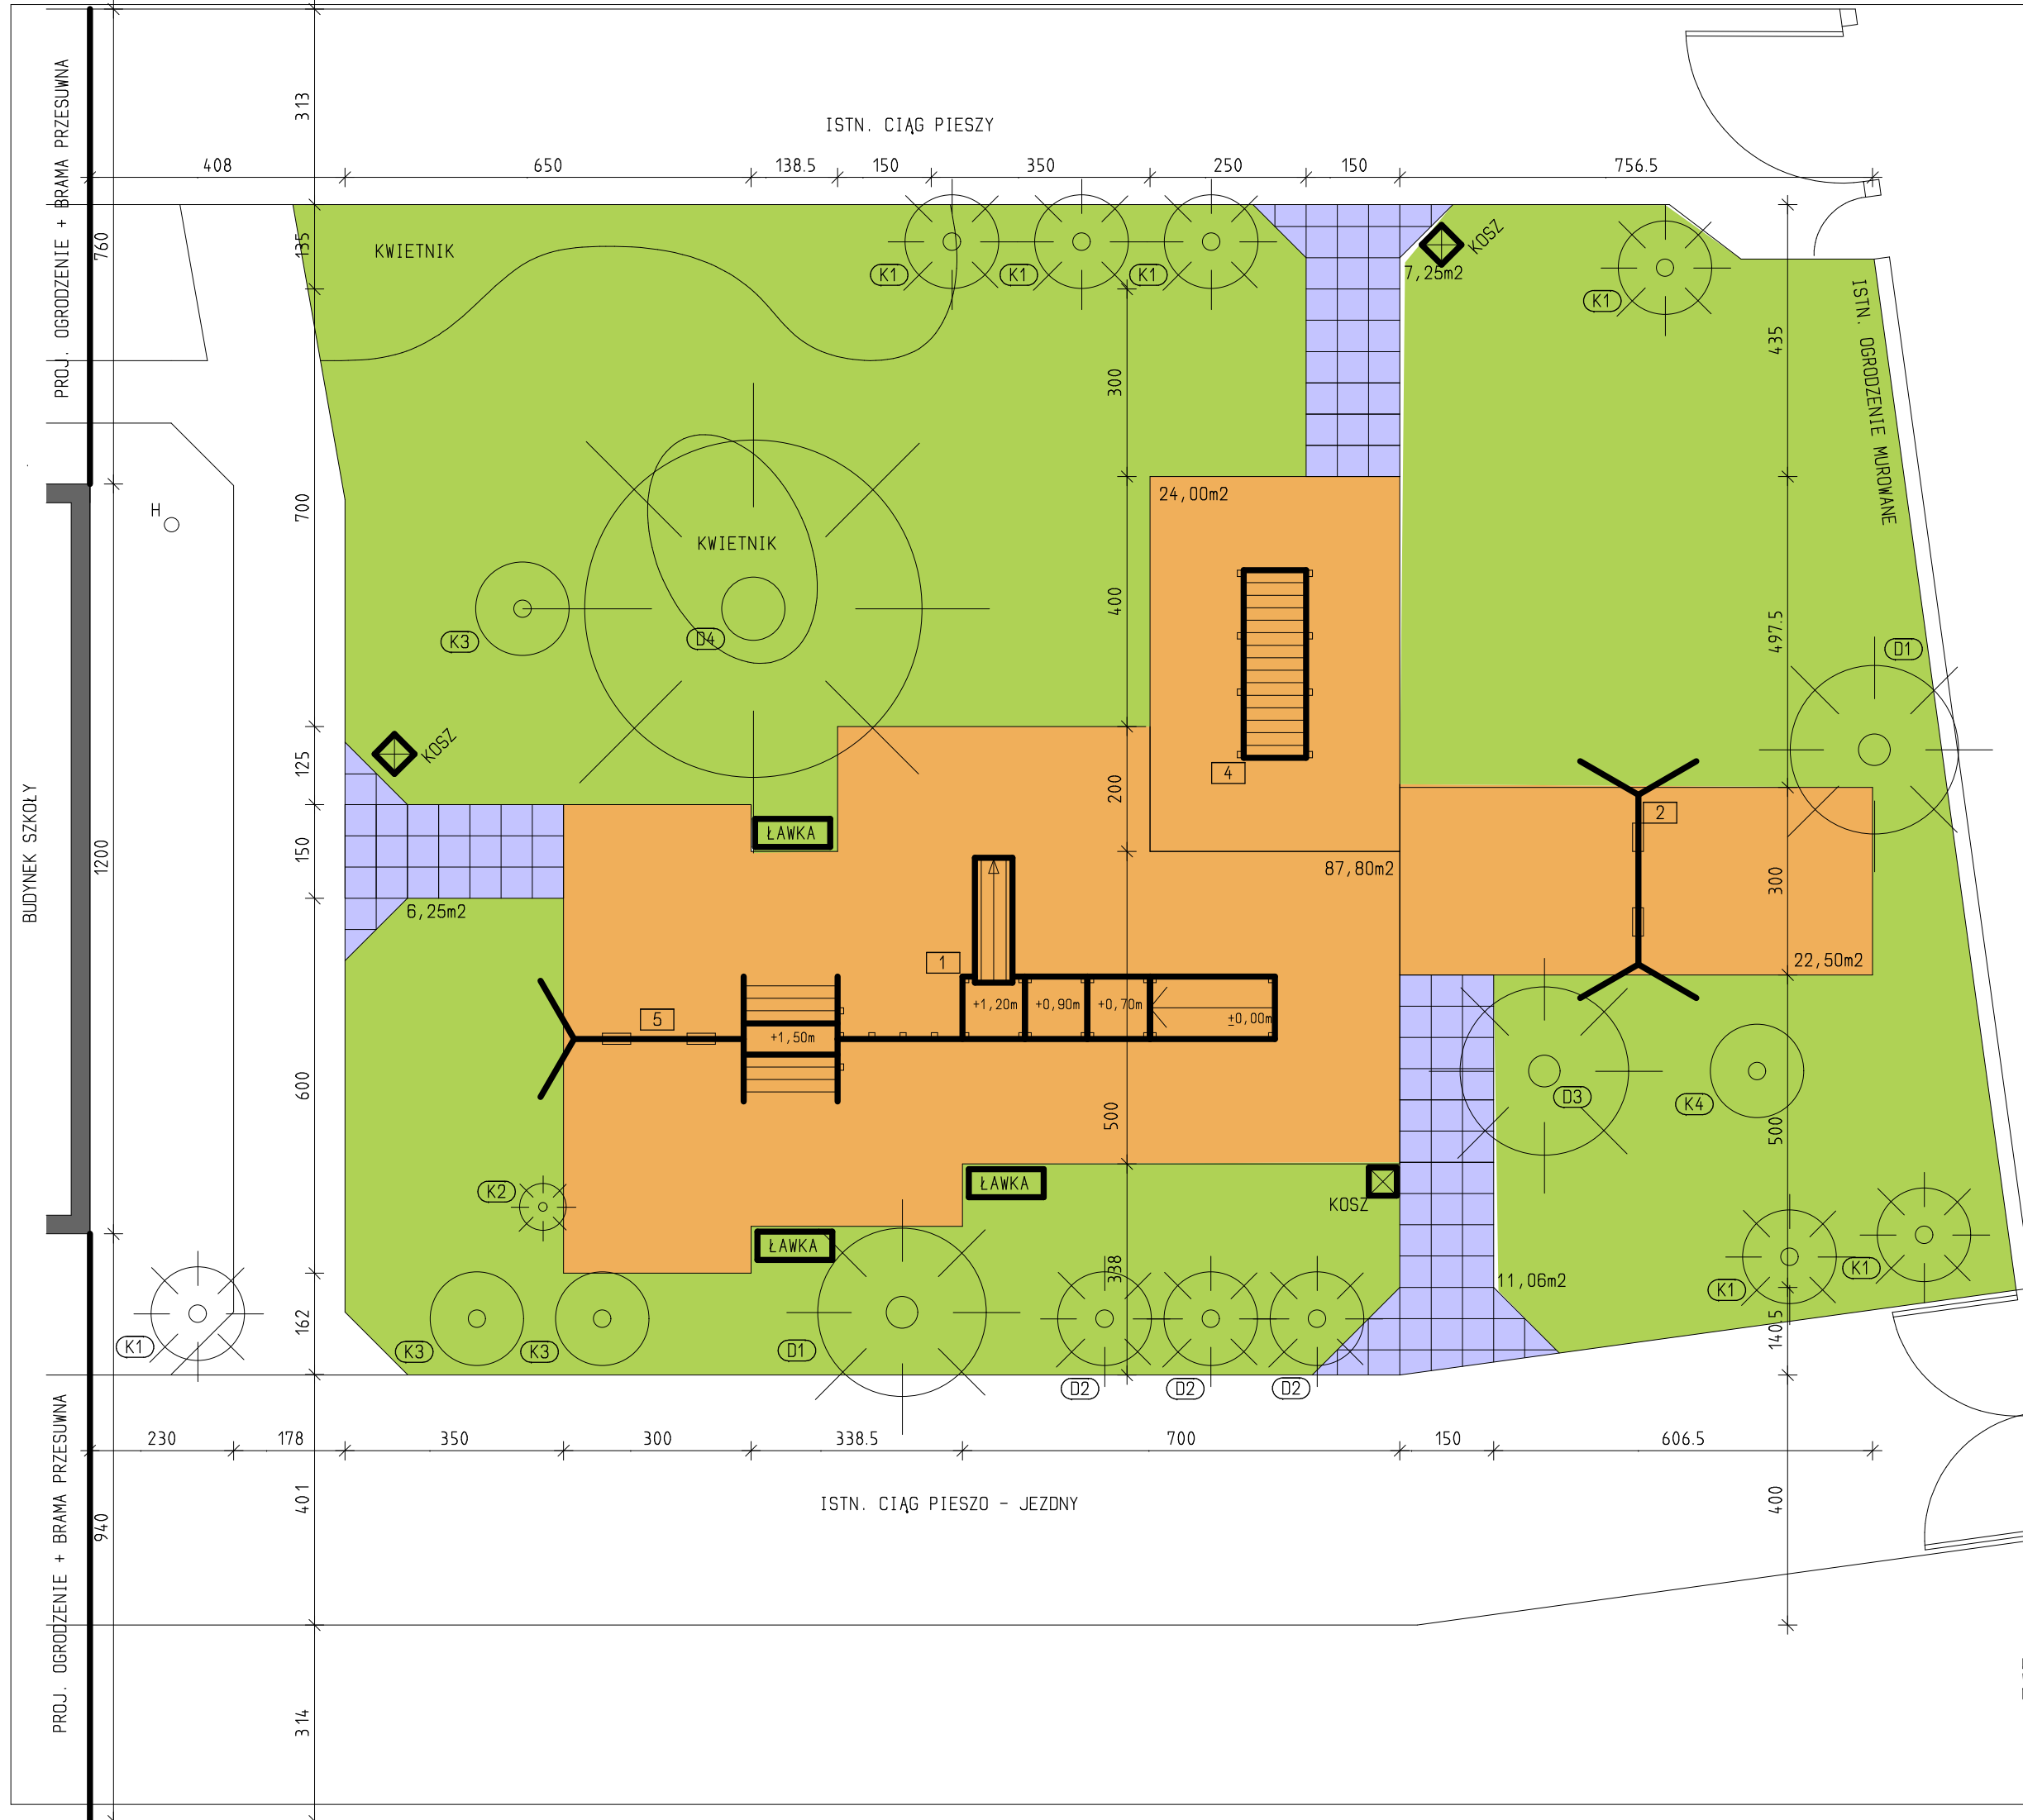 PROJ. OGRODZENIE + BRAMA PRZESUWNA
313
ISTN. CIĄG PIESZY
408
650
138.5
150
350
250
150
756.5
760
135
KWIETNIK
K1
K1
K1
KOSZ
7,25m2
K1
ISTN. OGRODZENIE MUROWANE
435
300
24,00m2
H
700
KWIETNIK
400
497.5
K3
D4
D1
KOSZ
125
200
4
2
BUDYNEK SZKOŁY
1200
150
ŁAWKA
87,80m2
300
6,25m2
1
22,50m2
5
+1,20m
+0,90m
+0,70m
±0,00m
+1,50m
600
500
D3
K4
500
K2
ŁAWKA
KOSZ
ŁAWKA
338
11,06m2
K1
K1
162
140.5
K1
K3
K3
D1
D2
D2
D2
230
178
350
300
338.5
700
150
606.5
PROJ. OGRODZENIE + BRAMA PRZESUWNA
940
401
ISTN. CIĄG PIESZO - JEZDNY
400
314